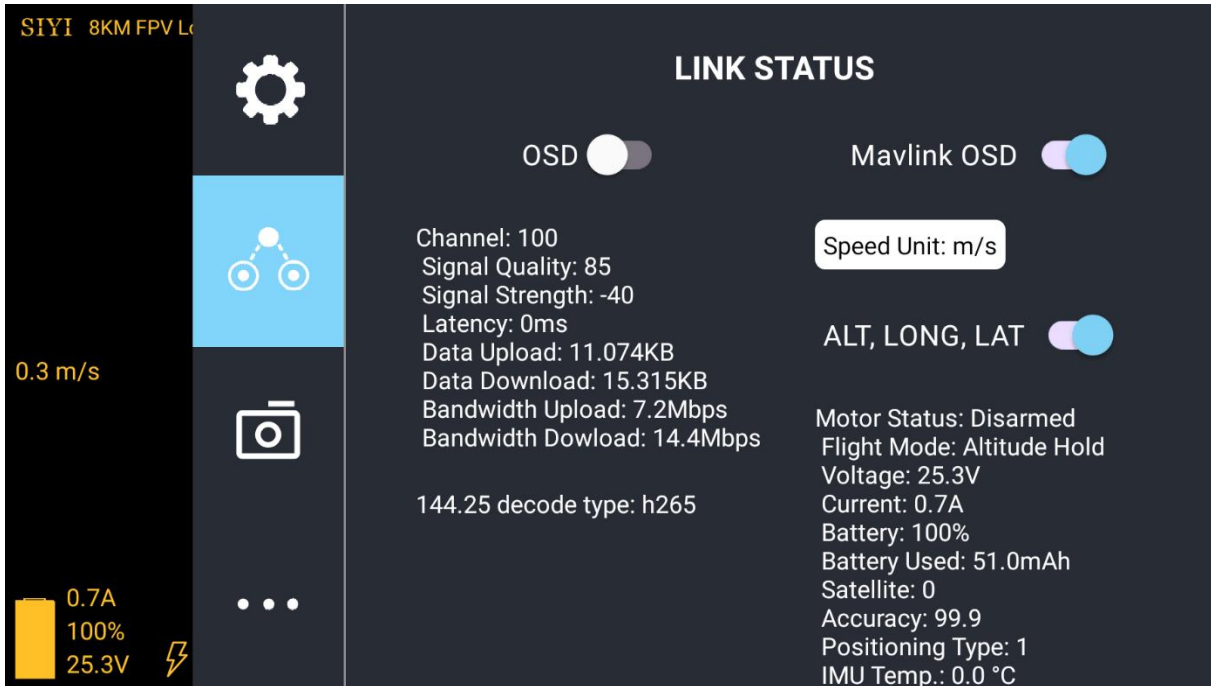 SIYI 8KM FPV Lo
0.3 m/s
0.7A
100%
25.3V
LINK STATUS
OSD
Mavlink OSD
Channel: 100
Signal Quality: 85
Signal Strength: -40
Latency: 0ms
Data Upload: 11.074KB
Data Download: 15.315KB
Bandwidth Upload: 7.2Mbps
Bandwidth Dowload: 14.4Mbps
144.25 decode type: h265
Speed Unit: m/s
ALT, LONG, LAT
Motor Status: Disarmed
Flight Mode: Altitude Hold
Voltage: 25.3V
Current: 0.7A
Battery: 100%
Battery Used: 51.0mAh
Satellite: 0
Accuracy: 99.9
Positioning Type: 1
IMU Temp.: 0.0 °C